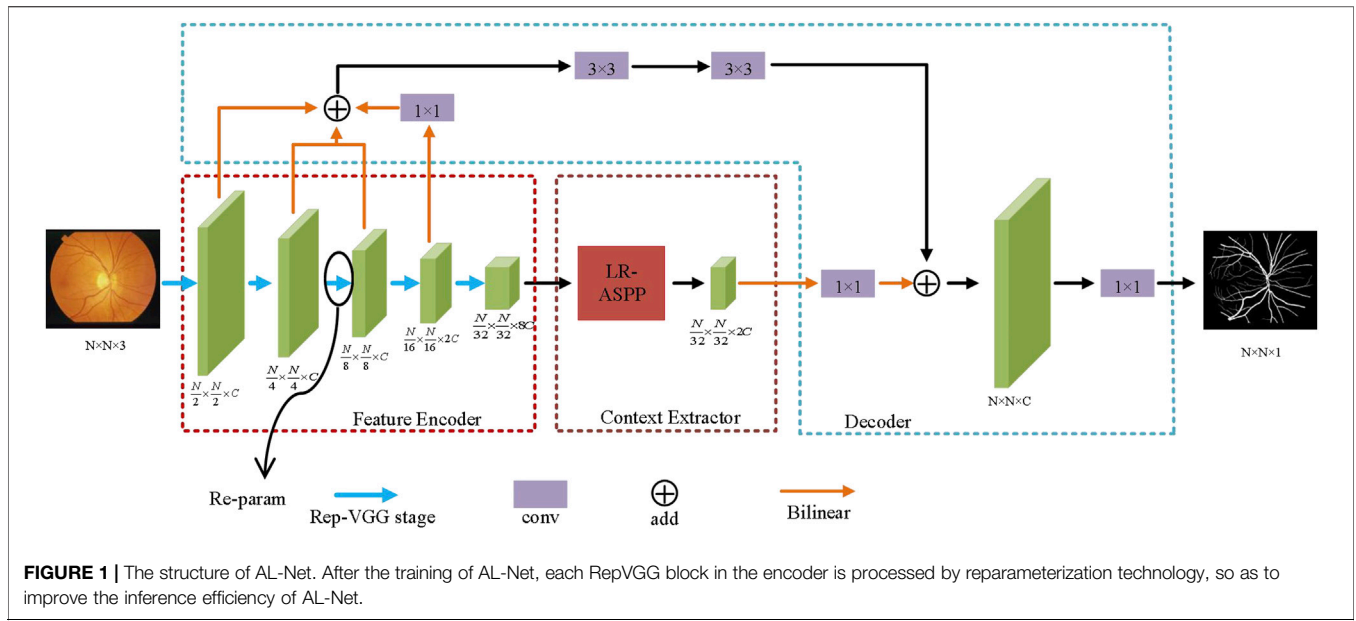 3×3
3×3
1×1
LR-
ASPP
1×1
1×1
N×N×3
N/2 × N/2 ×C
N/4 × N/4 ×C
N/8 × N/8 ×C
N/16 × N/16 ×2C
N/32 × N/32 ×8C
N/32 × N/32 ×2C
N×N×C
N×N×1
Feature Encoder
Context Extractor
Decoder
Re-param
Rep-VGG stage
conv
add
Bilinear
FIGURE 1 | The structure of AL-Net. After the training of AL-Net, each RepVGG block in the encoder is processed by reparameterization technology, so as to
improve the inference efficiency of AL-Net.